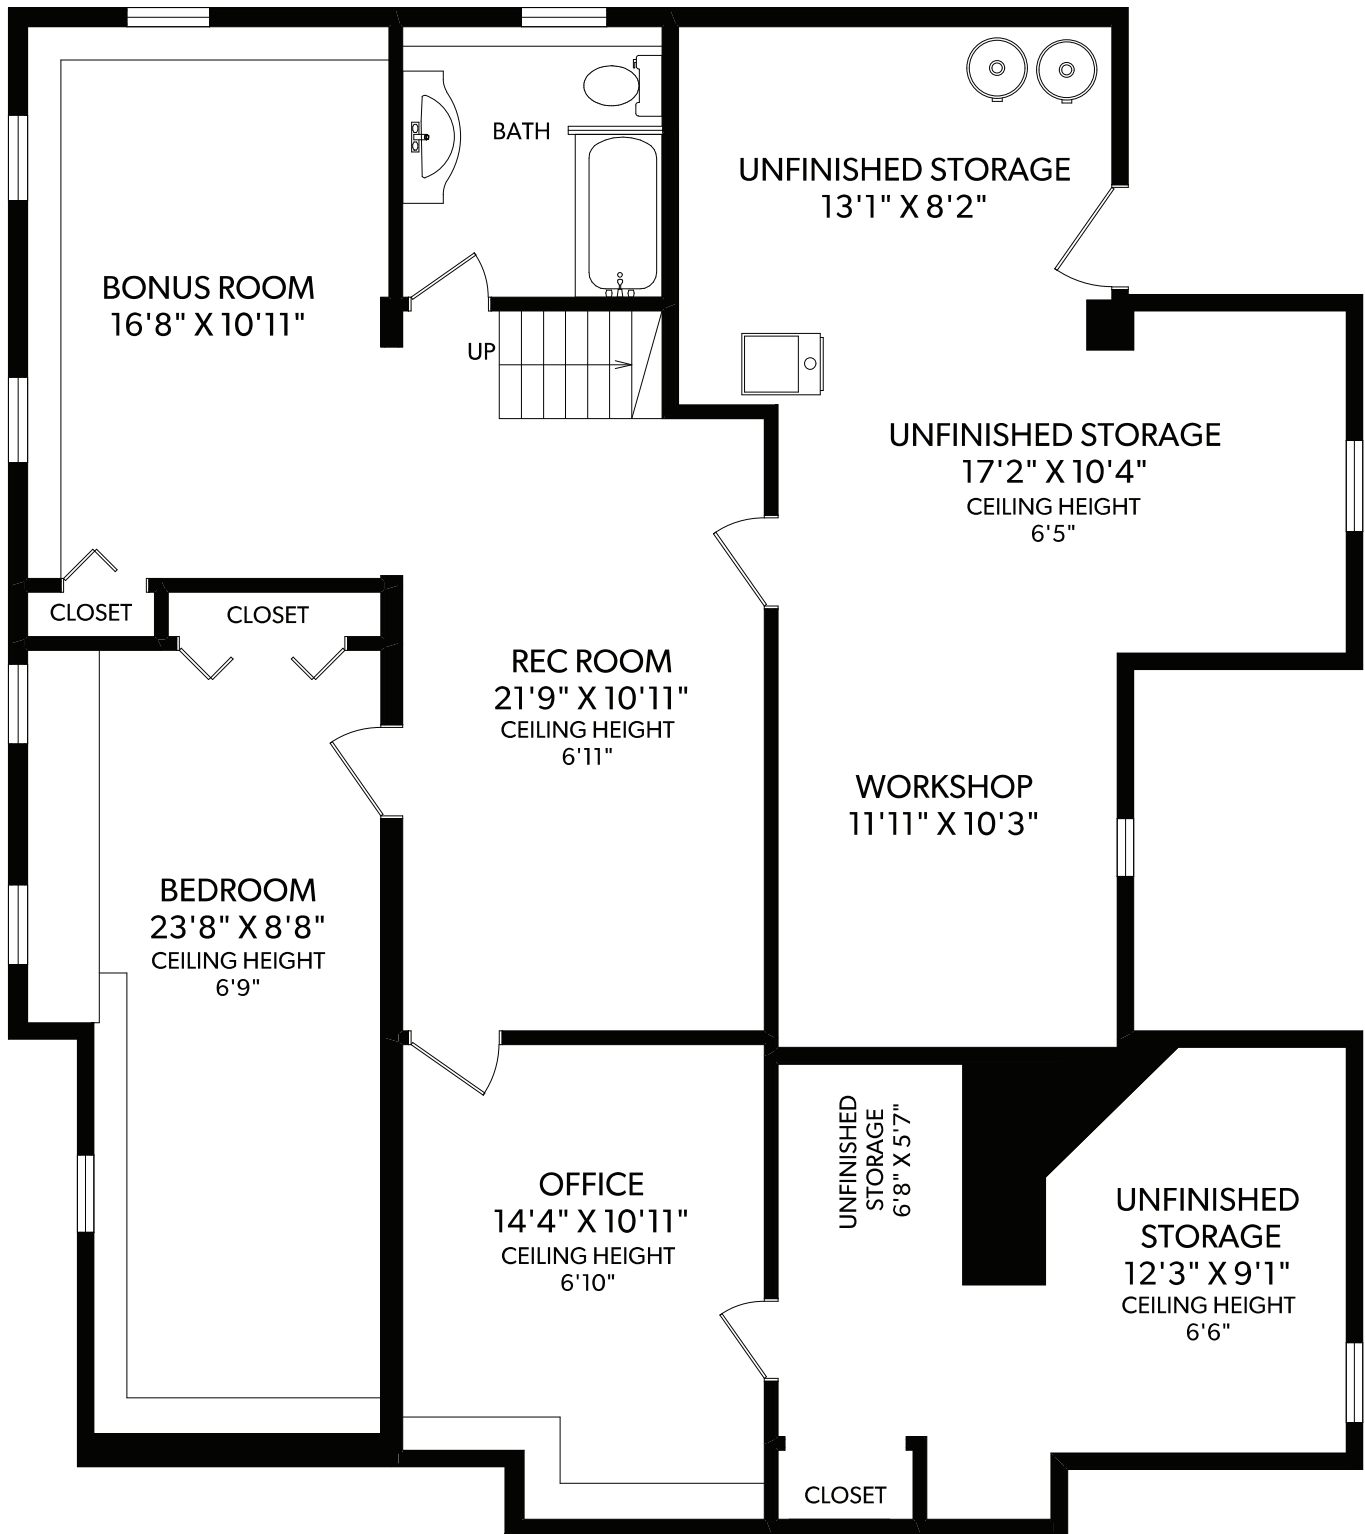 BATH
UNFINISHED STORAGE
13'1" X 8'2"
BONUS ROOM
16'8" X 10'11"
UP
UNFINISHED STORAGE
17'2" X 10'4"
CEILING HEIGHT
6'5"
CLOSET
CLOSET
REC ROOM
21'9" X 10'11"
CEILING HEIGHT
6'11"
WORKSHOP
11'11" X 10'3"
BEDROOM
23'8" X 8'8"
CEILING HEIGHT
6'9"
UNFINISHED
STORAGE
6'8" X 5'7"
OFFICE
14'4" X 10'11"
CEILING HEIGHT
6'10"
UNFINISHED
STORAGE
12'3" X 9'1"
CEILING HEIGHT
6'6"
CLOSET